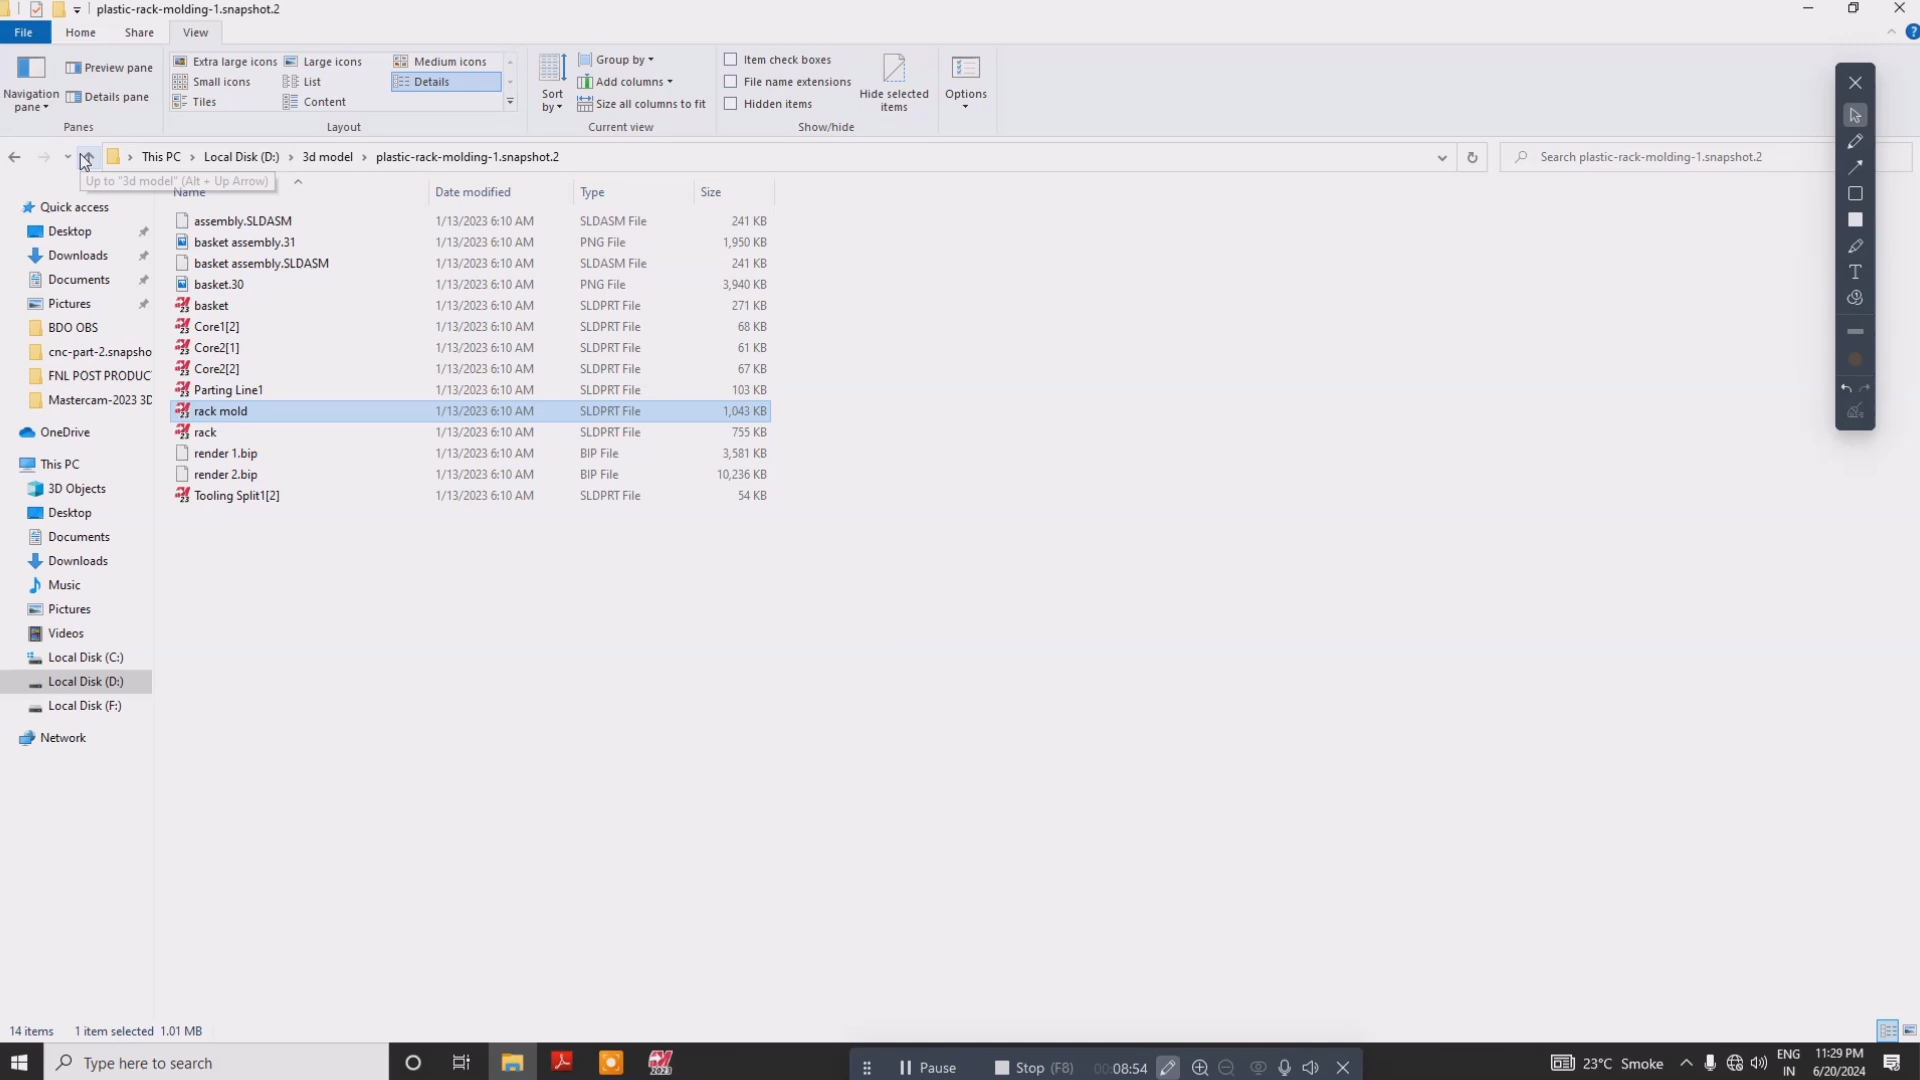 plastic-rack-molding-1.snapshot.2
File Home Share View
Navigation pane
Preview pane
Details pane
Panes
Extra large icons Large icons Medium icons
Small icons List Details
Tiles Content
Layout
Sort by
Group by
Add columns
Size all columns to fit
Current view
Item check boxes
File name extensions
Hidden items
Hide selected items
Show/hide
Options
This PC Local Disk (D:) 3d model plastic-rack-molding-1.snapshot.2
Search plastic-rack-molding-1.snapshot.2
Up to "3d model" (Alt + Up Arrow)
Name Date modified Type Size
assembly.SLDASM 1/13/2023 6:10 AM SLDASM File 241 KB
basket assembly.31 1/13/2023 6:10 AM PNG File 1,950 KB
basket assembly.SLDASM 1/13/2023 6:10 AM SLDASM File 241 KB
basket.30 1/13/2023 6:10 AM PNG File 3,940 KB
basket 1/13/2023 6:10 AM SLDPRT File 271 KB
Core1[2] 1/13/2023 6:10 AM SLDPRT File 68 KB
Core2[1] 1/13/2023 6:10 AM SLDPRT File 61 KB
Core2[2] 1/13/2023 6:10 AM SLDPRT File 67 KB
Parting Line1 1/13/2023 6:10 AM SLDPRT File 103 KB
rack mold 1/13/2023 6:10 AM SLDPRT File 1,043 KB
rack 1/13/2023 6:10 AM SLDPRT File 755 KB
render 1.bip 1/13/2023 6:10 AM BIP File 3,581 KB
render 2.bip 1/13/2023 6:10 AM BIP File 10,236 KB
Tooling Split1[2] 1/13/2023 6:10 AM SLDPRT File 54 KB
Quick access
Desktop
Downloads
Documents
Pictures
BDO OBS
cnc-part-2.snapsho
FNL POST PRODUC
Mastercam-2023 3D
OneDrive
This PC
3D Objects
Desktop
Documents
Downloads
Music
Pictures
Videos
Local Disk (C:)
Local Disk (D:)
Local Disk (F:)
Network
14 items 1 item selected 1.01 MB
Type here to search
Pause Stop (F8) 00:08:54
23°C Smoke
ENG
IN
11:29 PM
6/20/2024